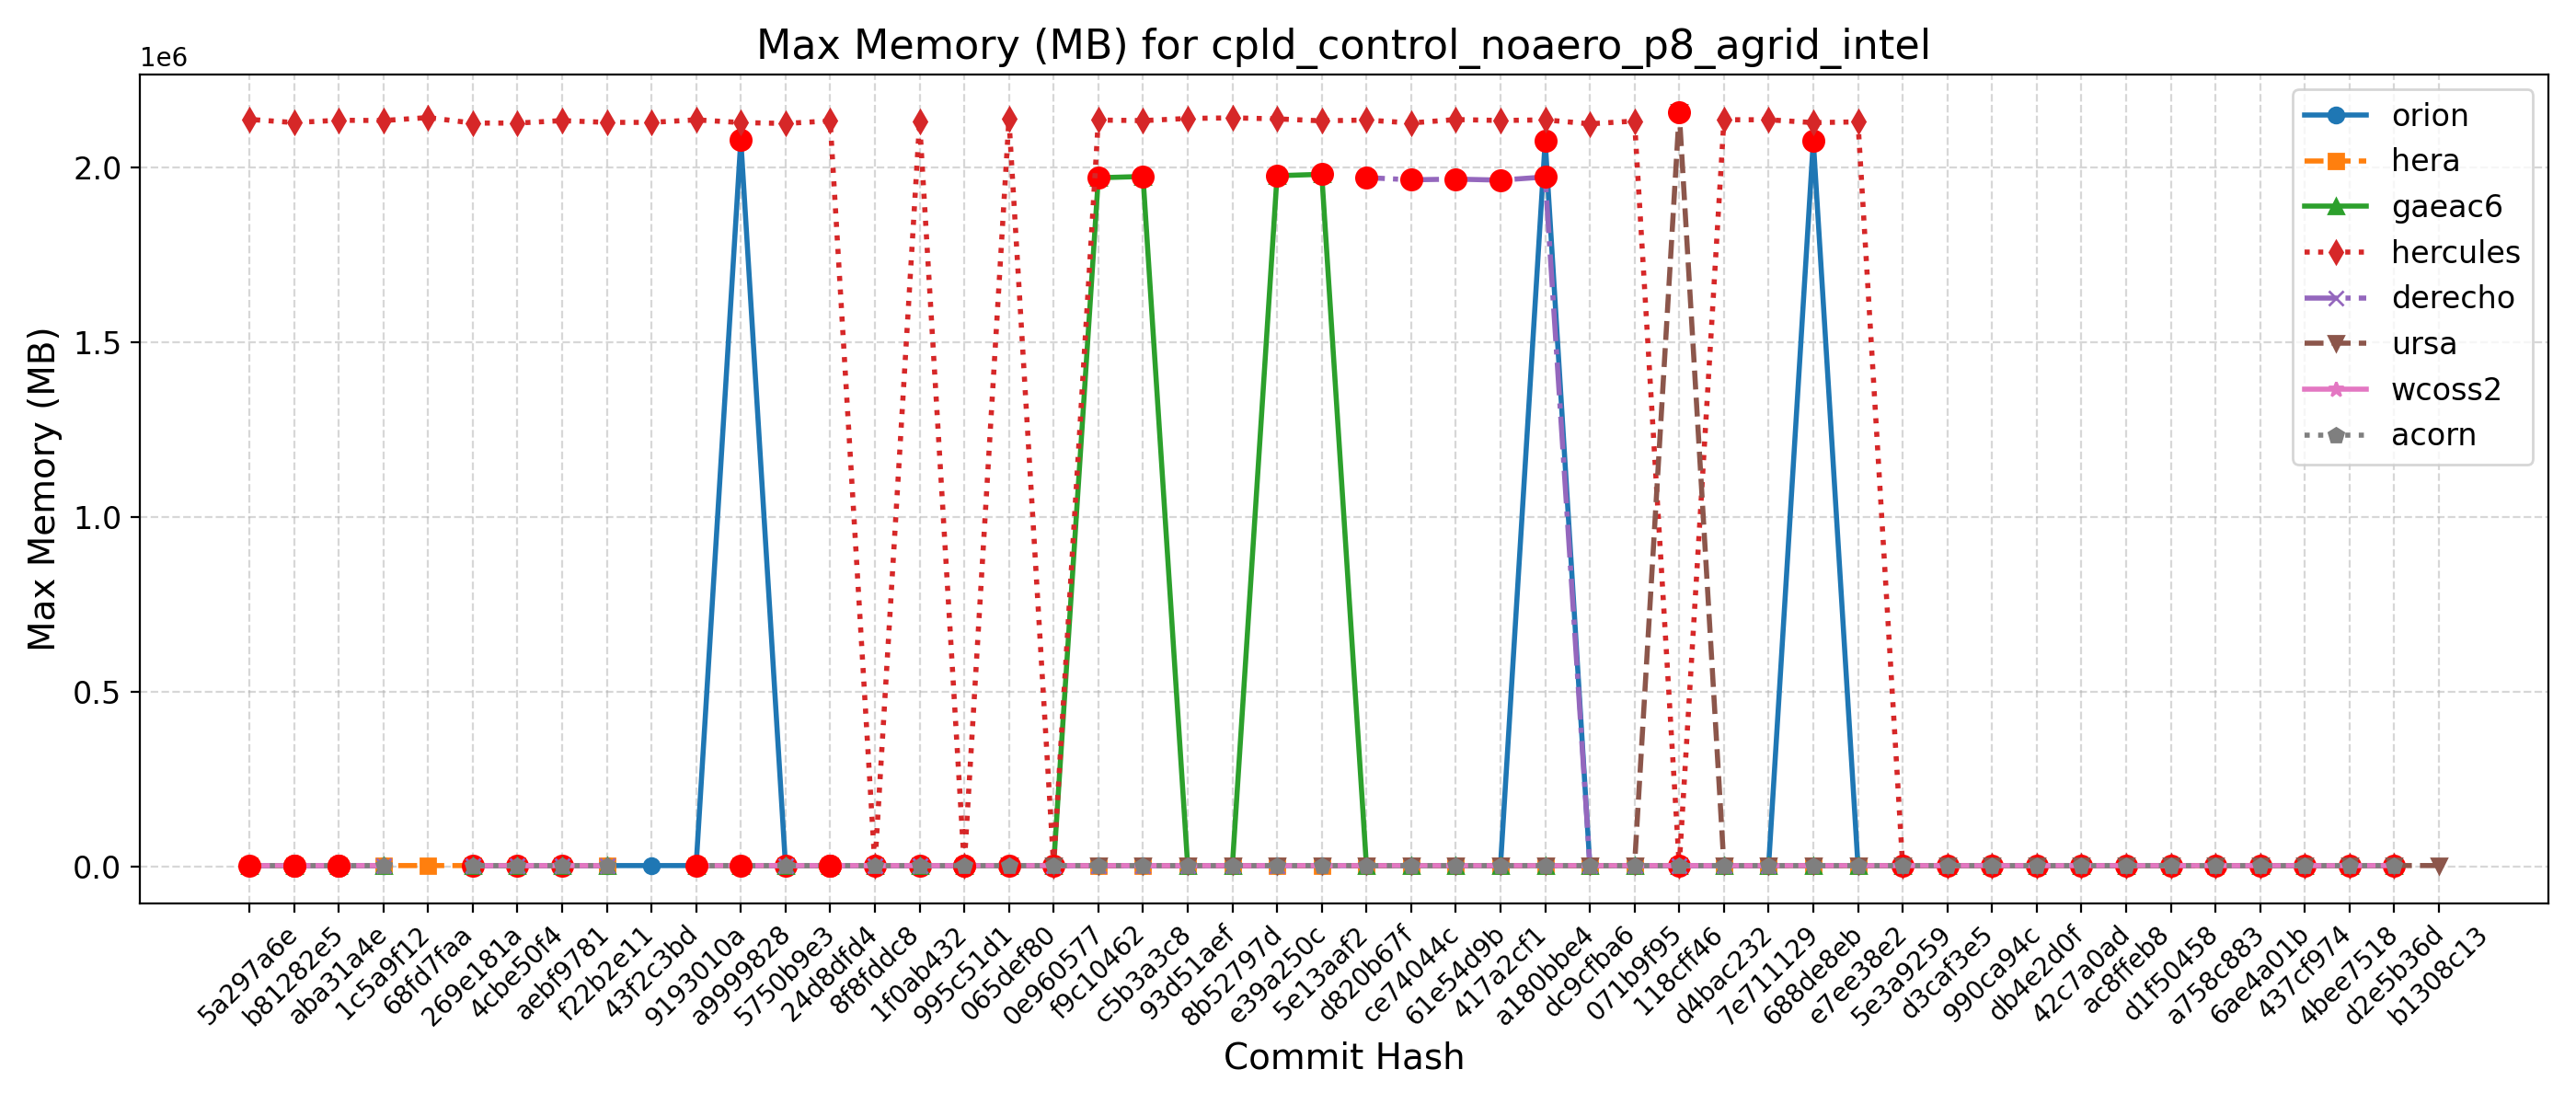 Max Memory (MB) for cpld_control_noaero_p8_agrid_intel
1e6
2.0
1.5
1.0
0.5
0.0
Max Memory (MB)
orion
hera
gaeac6
hercules
derecho
ursa
wcoss2
acorn
5a297a6e
b81282e5
aba31a4e
1c5a9f12
68fd7faa
269e181a
4cbe50f4
aebf9781
f22b2e11
43f2c3bd
9193010a
a9999828
5750b9e3
24d8dfd4
8f8fddc8
1f0ab432
995c51d1
065def80
0e960577
f9c10462
c5b3a3c8
93d51aef
8b52797d
e39a250c
5e13aaf2
d820b67f
ce74044c
61e54d9b
417a2cf1
a180bbe4
dc9cfba6
071b9f95
118cff46
d4bac232
7e711129
688de8eb
e7ee38e2
5e3a9259
d3caf3e5
990ca94c
db4e2d0f
42c7a0ad
ac8ffeb8
d1f50458
a758c883
6ae4a01b
437cf974
4bee7518
d2e5b36d
b1308c13
Commit Hash